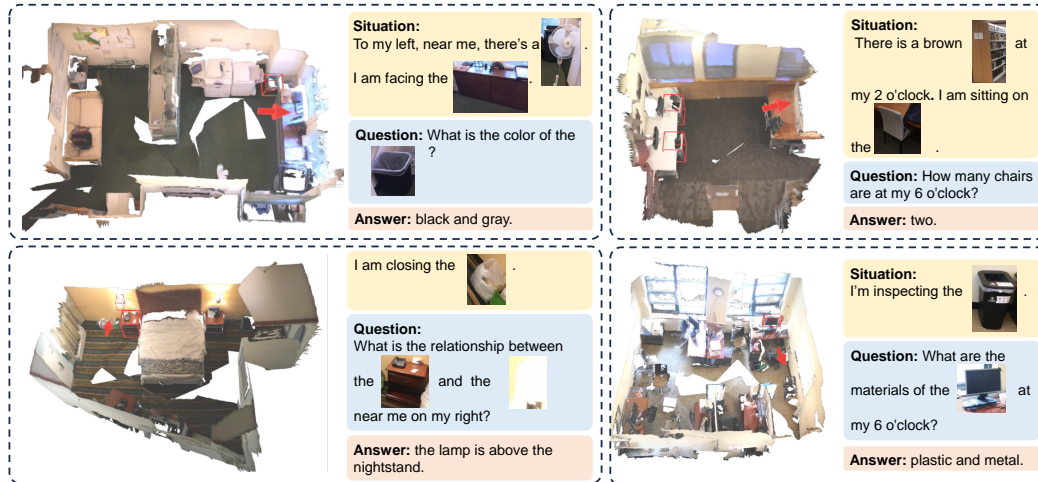 Situation:
To my left, near me, there's a .
I am facing the .
Question: What is the color of the
?
Answer: black and gray.
Situation:
There is a brown at
my 2 o'clock. I am sitting on
the .
Question: How many chairs
are at my 6 o'clock?
Answer: two.
I am closing the .
Question:
What is the relationship between
the and the
near me on my right?
Answer: the lamp is above the
nightstand.
Situation:
I'm inspecting the .
Question: What are the
materials of the at
my 6 o'clock?
Answer: plastic and metal.